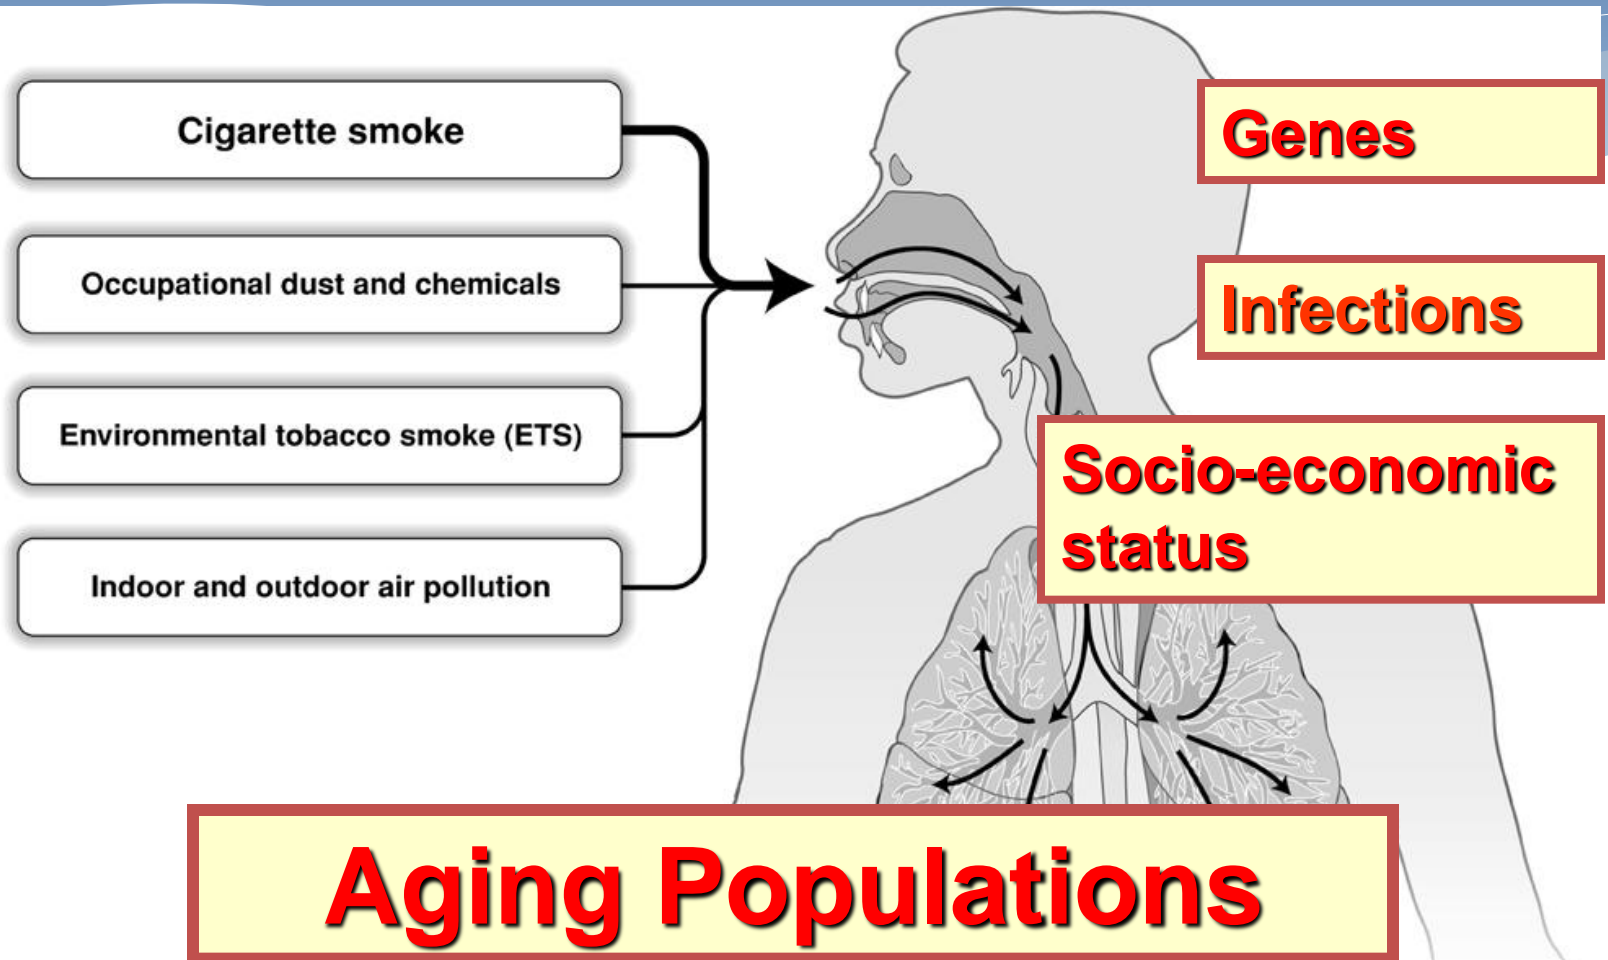 Cigarette smoke
Occupational dust and chemicals
Environmental tobacco smoke (ETS)
Indoor and outdoor air pollution
Genes
Infections
Socio-economic
status
Aging Populations